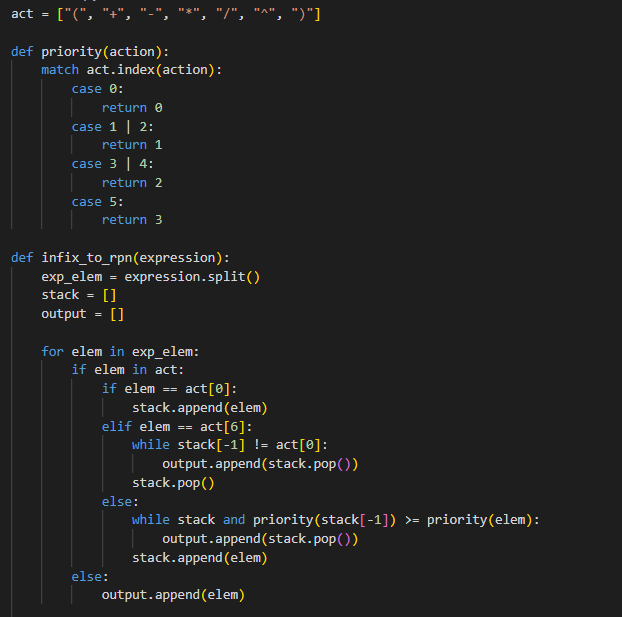 act = ["(", "+", "-", "*", "/", "^", ")"]
def priority(action):
    match act.index(action):
        case 0:
            return 0
        case 1 | 2:
            return 1
        case 3 | 4:
            return 2
        case 5:
            return 3
def infix_to_rpn(expression):
    exp_elem = expression.split()
    stack = []
    output = []
    for elem in exp_elem:
        if elem in act:
            if elem == act[0]:
                stack.append(elem)
            elif elem == act[6]:
                while stack[-1] != act[0]:
                    output.append(stack.pop())
                stack.pop()
            else:
                while stack and priority(stack[-1]) >= priority(elem):
                    output.append(stack.pop())
                stack.append(elem)
        else:
            output.append(elem)